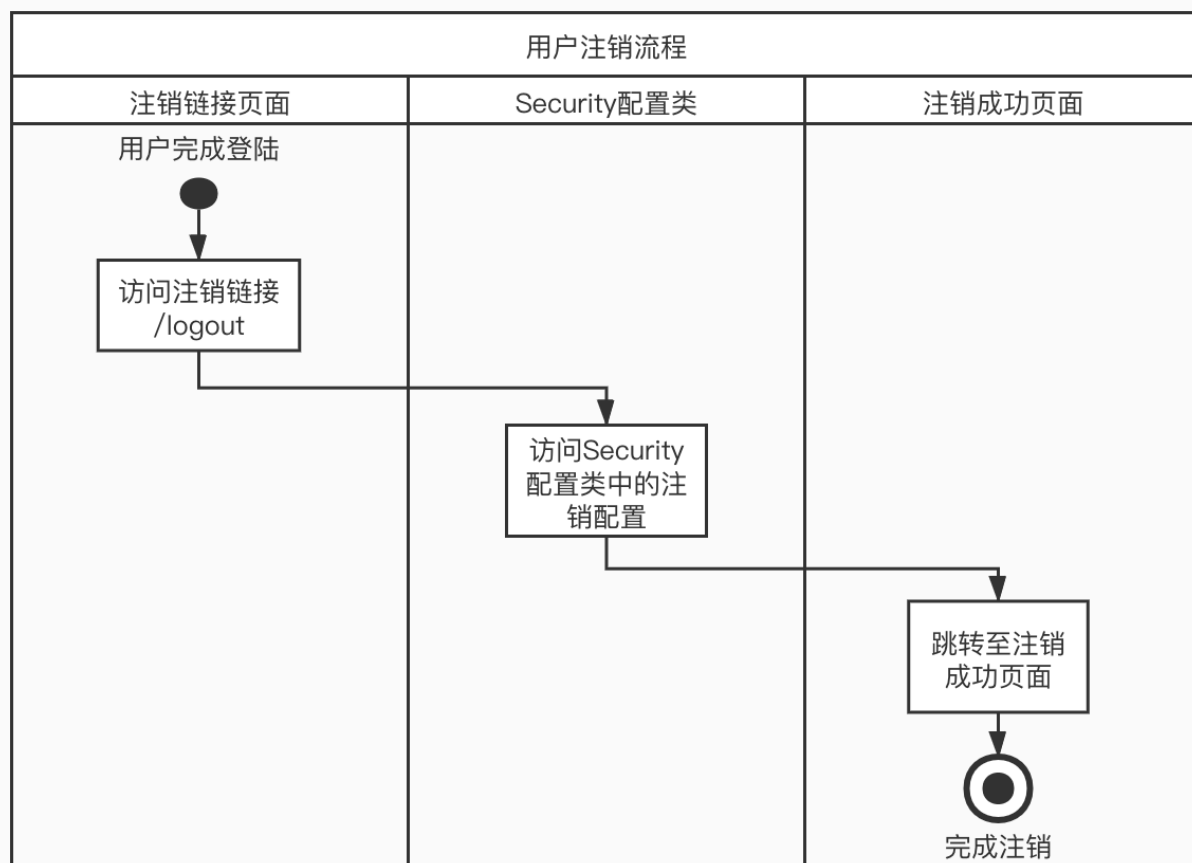 用户注销流程
注销链接页面
Security配置类
注销成功页面
用户完成登陆
访问注销链接
/logout
访问Security
配置类中的注
销配置
跳转至注销
成功页面
完成注销